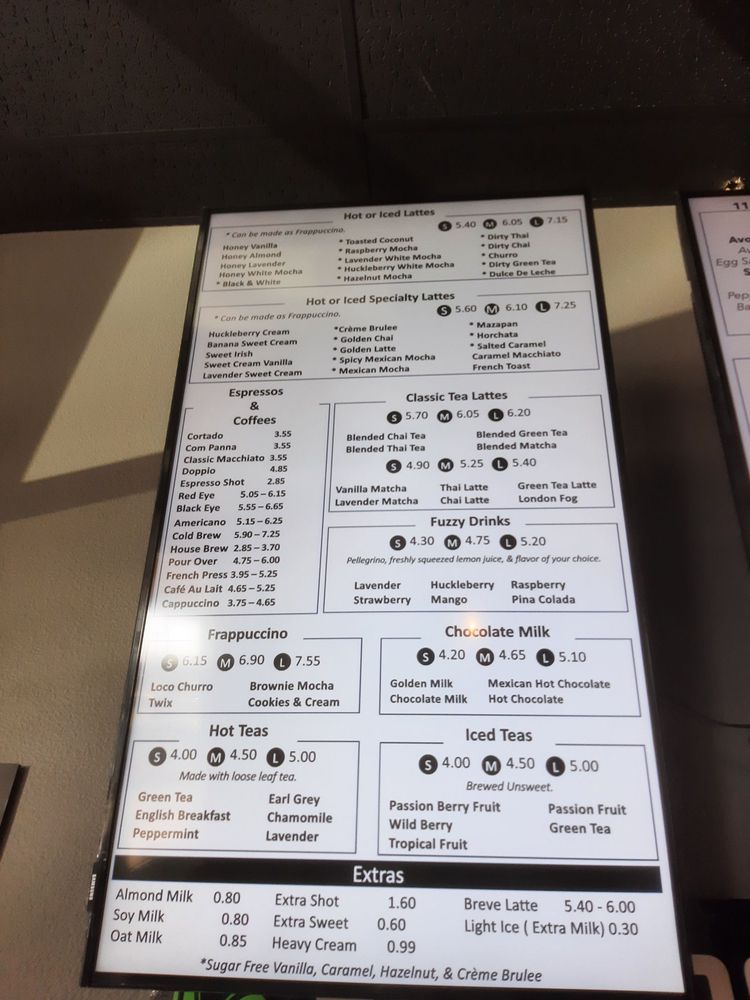 Hot or Iced Lattes
* Can be made as Frappuccino.
S 5.40 M 6.05 L 7.15
Honey Vanilla
Honey Almond
Honey Lavender
Honey White Mocha
* Black & White
* Toasted Coconut
* Raspberry Mocha
* Lavender White Mocha
* Huckleberry White Mocha
* Hazelnut Mocha
* Dirty Thai
* Dirty Chai
* Churro
* Dirty Green Tea
* Dulce De Leche
Hot or Iced Specialty Lattes
* Can be made as Frappuccino.
S 5.60 M 6.10 L 7.25
Huckleberry Cream
Banana Sweet Cream
Sweet Irish
Sweet Cream Vanilla
Lavender Sweet Cream
*Crème Brulee
* Golden Chai
* Golden Latte
* Spicy Mexican Mocha
* Mexican Mocha
* Mazapan
* Horchata
* Salted Caramel
Caramel Macchiato
French Toast
Espressos
&
Coffees
Cortado 3.55
Com Panna 3.55
Classic Macchiato 3.55
Doppio 4.85
Espresso Shot 2.85
Red Eye 5.05 – 6.15
Black Eye 5.55 – 6.65
Americano 5.15 – 6.25
Cold Brew 5.90 – 7.25
House Brew 2.85 – 3.70
Pour Over 4.75 – 6.00
French Press 3.95 – 5.25
Café Au Lait 4.65 – 5.25
Cappuccino 3.75 – 4.65
Classic Tea Lattes
S 5.70 M 6.05 L 6.20
Blended Chai Tea
Blended Thai Tea
Blended Green Tea
Blended Matcha
S 4.90 M 5.25 L 5.40
Vanilla Matcha
Lavender Matcha
Thai Latte
Chai Latte
Green Tea Latte
London Fog
Fuzzy Drinks
S 4.30 M 4.75 L 5.20
Pellegrino, freshly squeezed lemon juice, & flavor of your choice.
Lavender
Strawberry
Huckleberry
Mango
Raspberry
Pina Colada
Frappuccino
S 6.15 M 6.90 L 7.55
Loco Churro
Twix
Brownie Mocha
Cookies & Cream
Chocolate Milk
S 4.20 M 4.65 L 5.10
Golden Milk
Chocolate Milk
Mexican Hot Chocolate
Hot Chocolate
Hot Teas
S 4.00 M 4.50 L 5.00
Made with loose leaf tea.
Green Tea
English Breakfast
Peppermint
Earl Grey
Chamomile
Lavender
Iced Teas
S 4.00 M 4.50 L 5.00
Brewed Unsweet.
Passion Berry Fruit
Wild Berry
Tropical Fruit
Passion Fruit
Green Tea
Extras
Almond Milk 0.80
Soy Milk 0.80
Oat Milk 0.85
Extra Shot 1.60
Extra Sweet 0.60
Heavy Cream 0.99
Breve Latte 5.40 - 6.00
Light Ice ( Extra Milk) 0.30
*Sugar Free Vanilla, Caramel, Hazelnut, & Crème Brulee
11
Egg